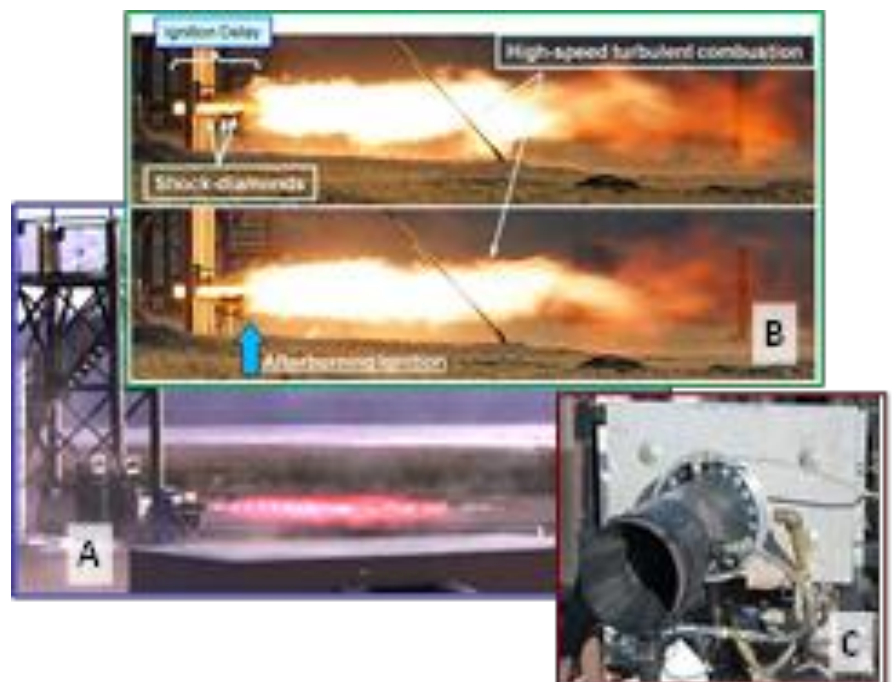 Ignition Delay
High-speed turbulent combustion
Shock-diamonds
B
Afterburning Ignition
A
C